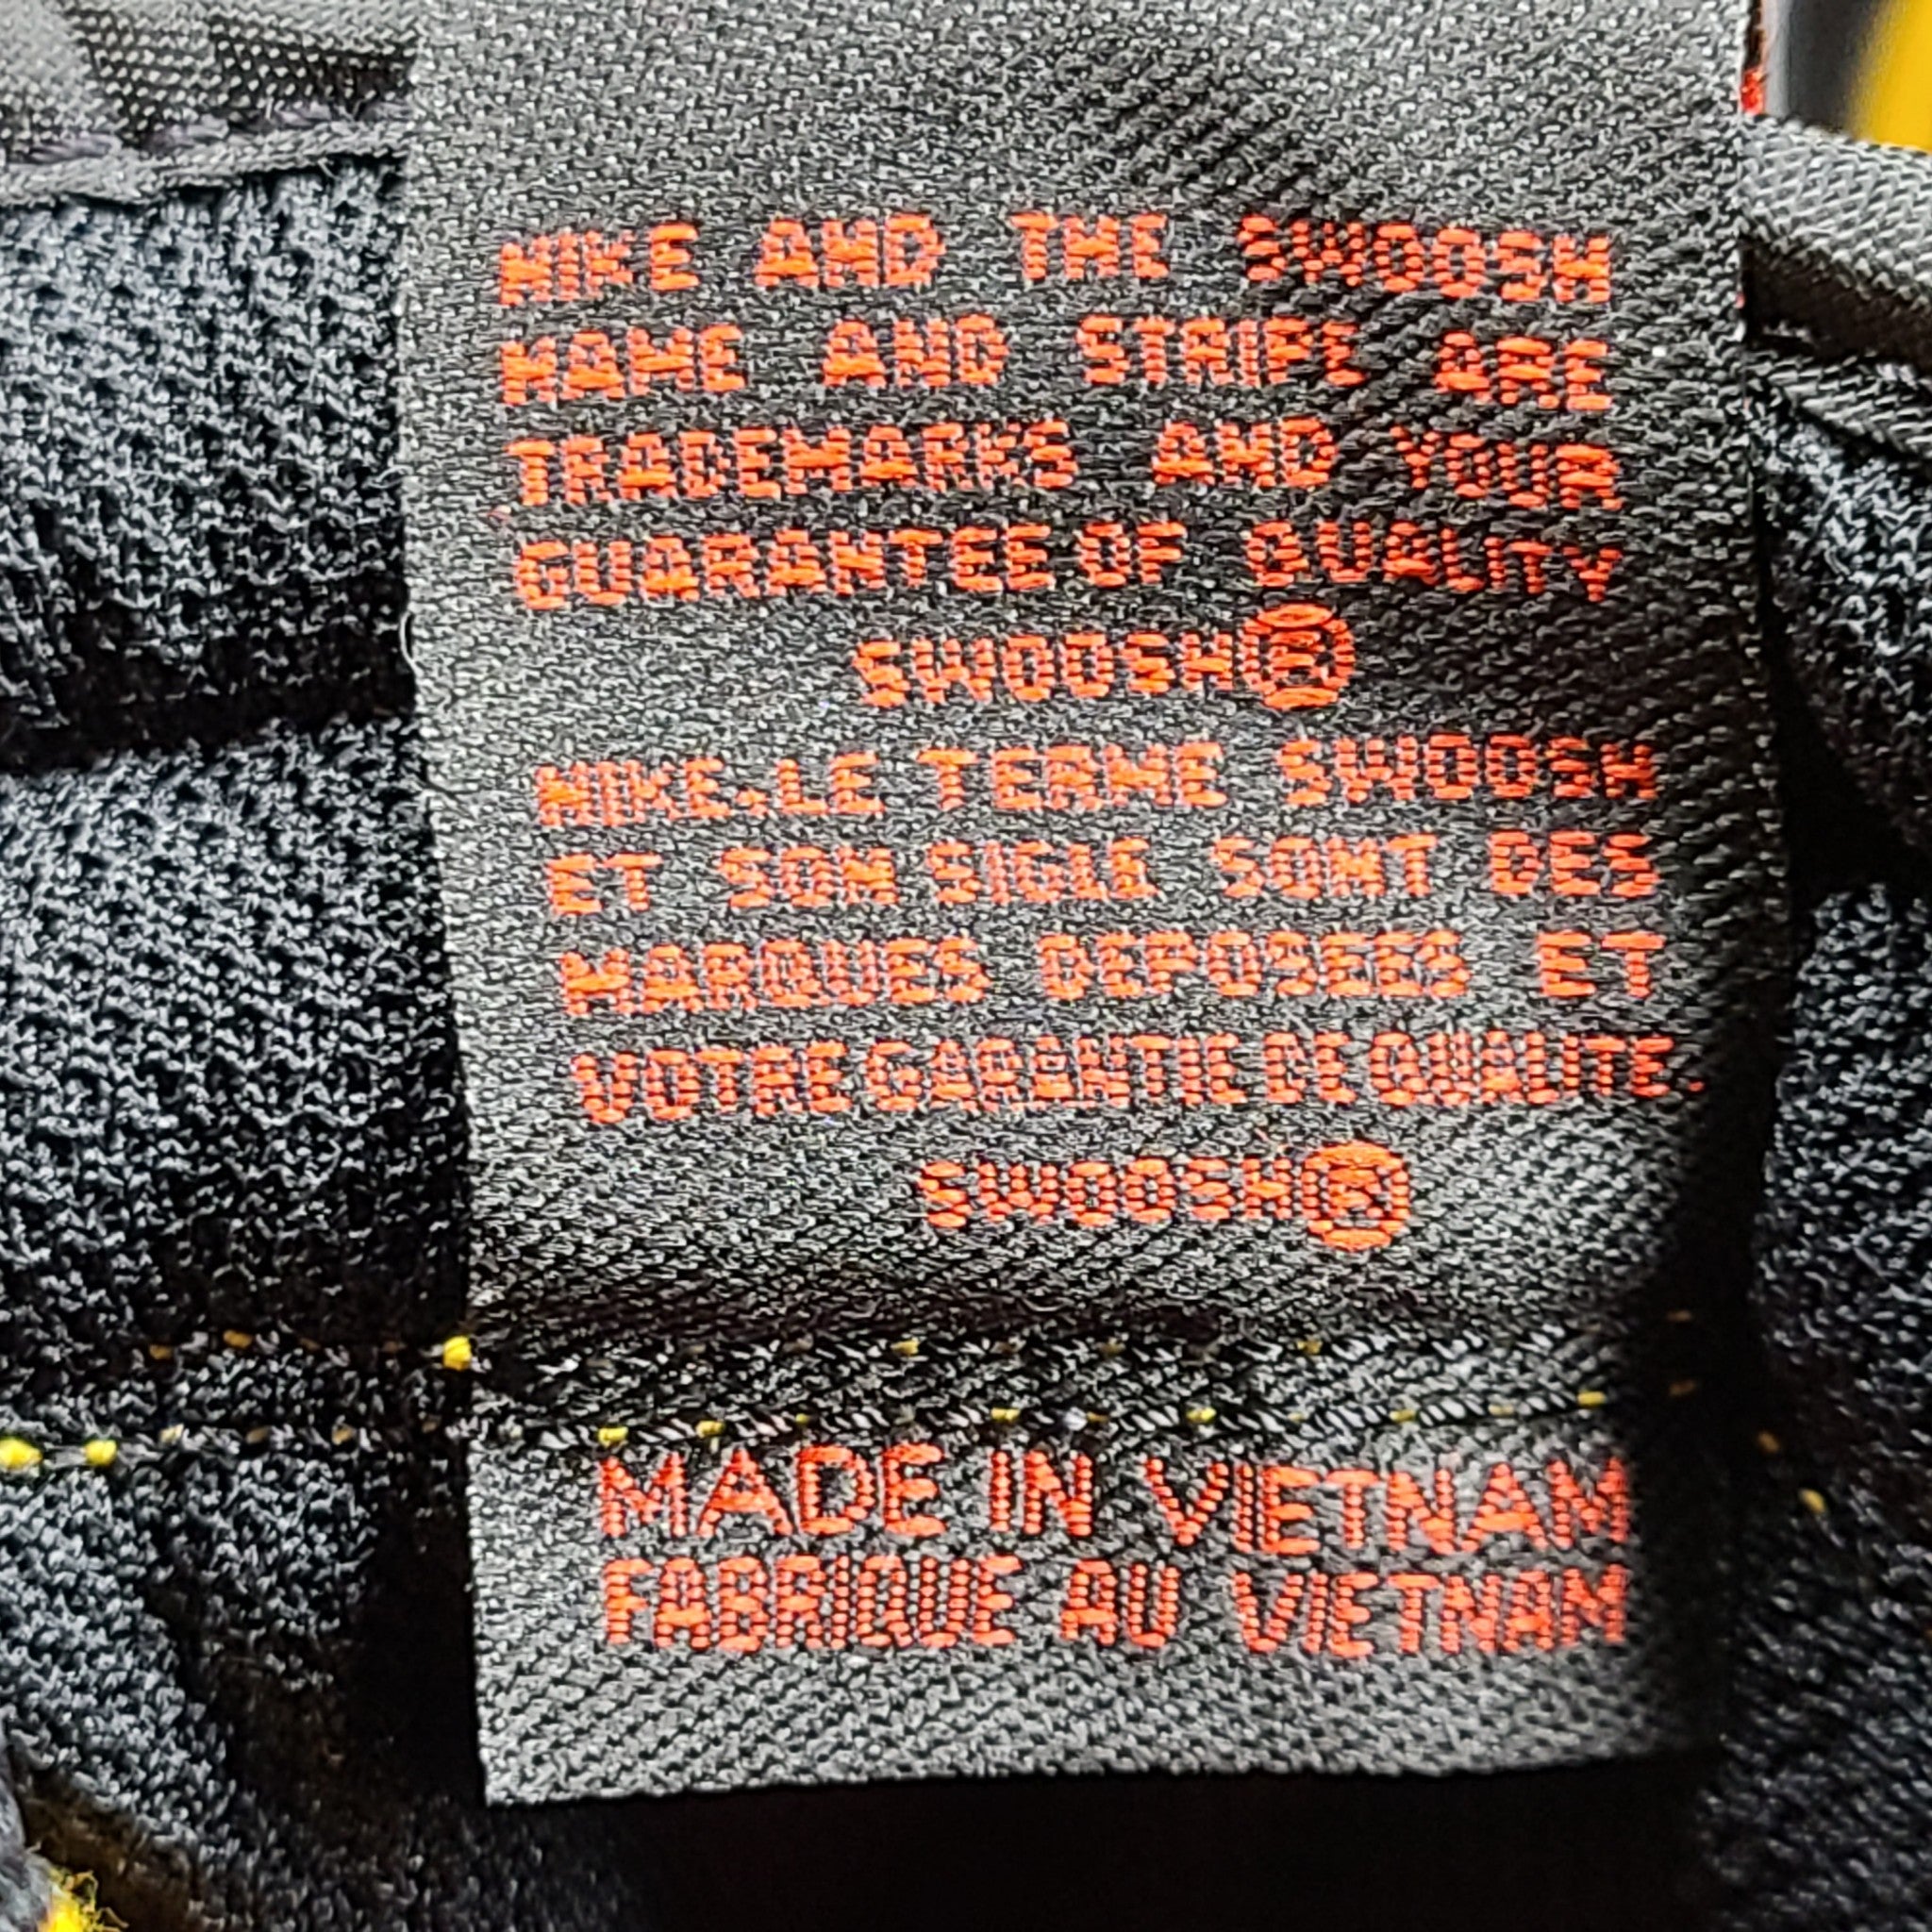 NIKE AND THE SWOOSH
NAME AND STRIPE ARE
TRADEMARKS AND YOUR
GUARANTEE OF QUALITY
SWOOSH®
NIKE, LE TERME SWOOSH
ET SON SIGLE SONT DES
MARQUES DEPOSEES ET
VOTRE GARANTIE DE QUALITE.
SWOOSH®
MADE IN VIETNAM
FABRIQUE AU VIETNAM